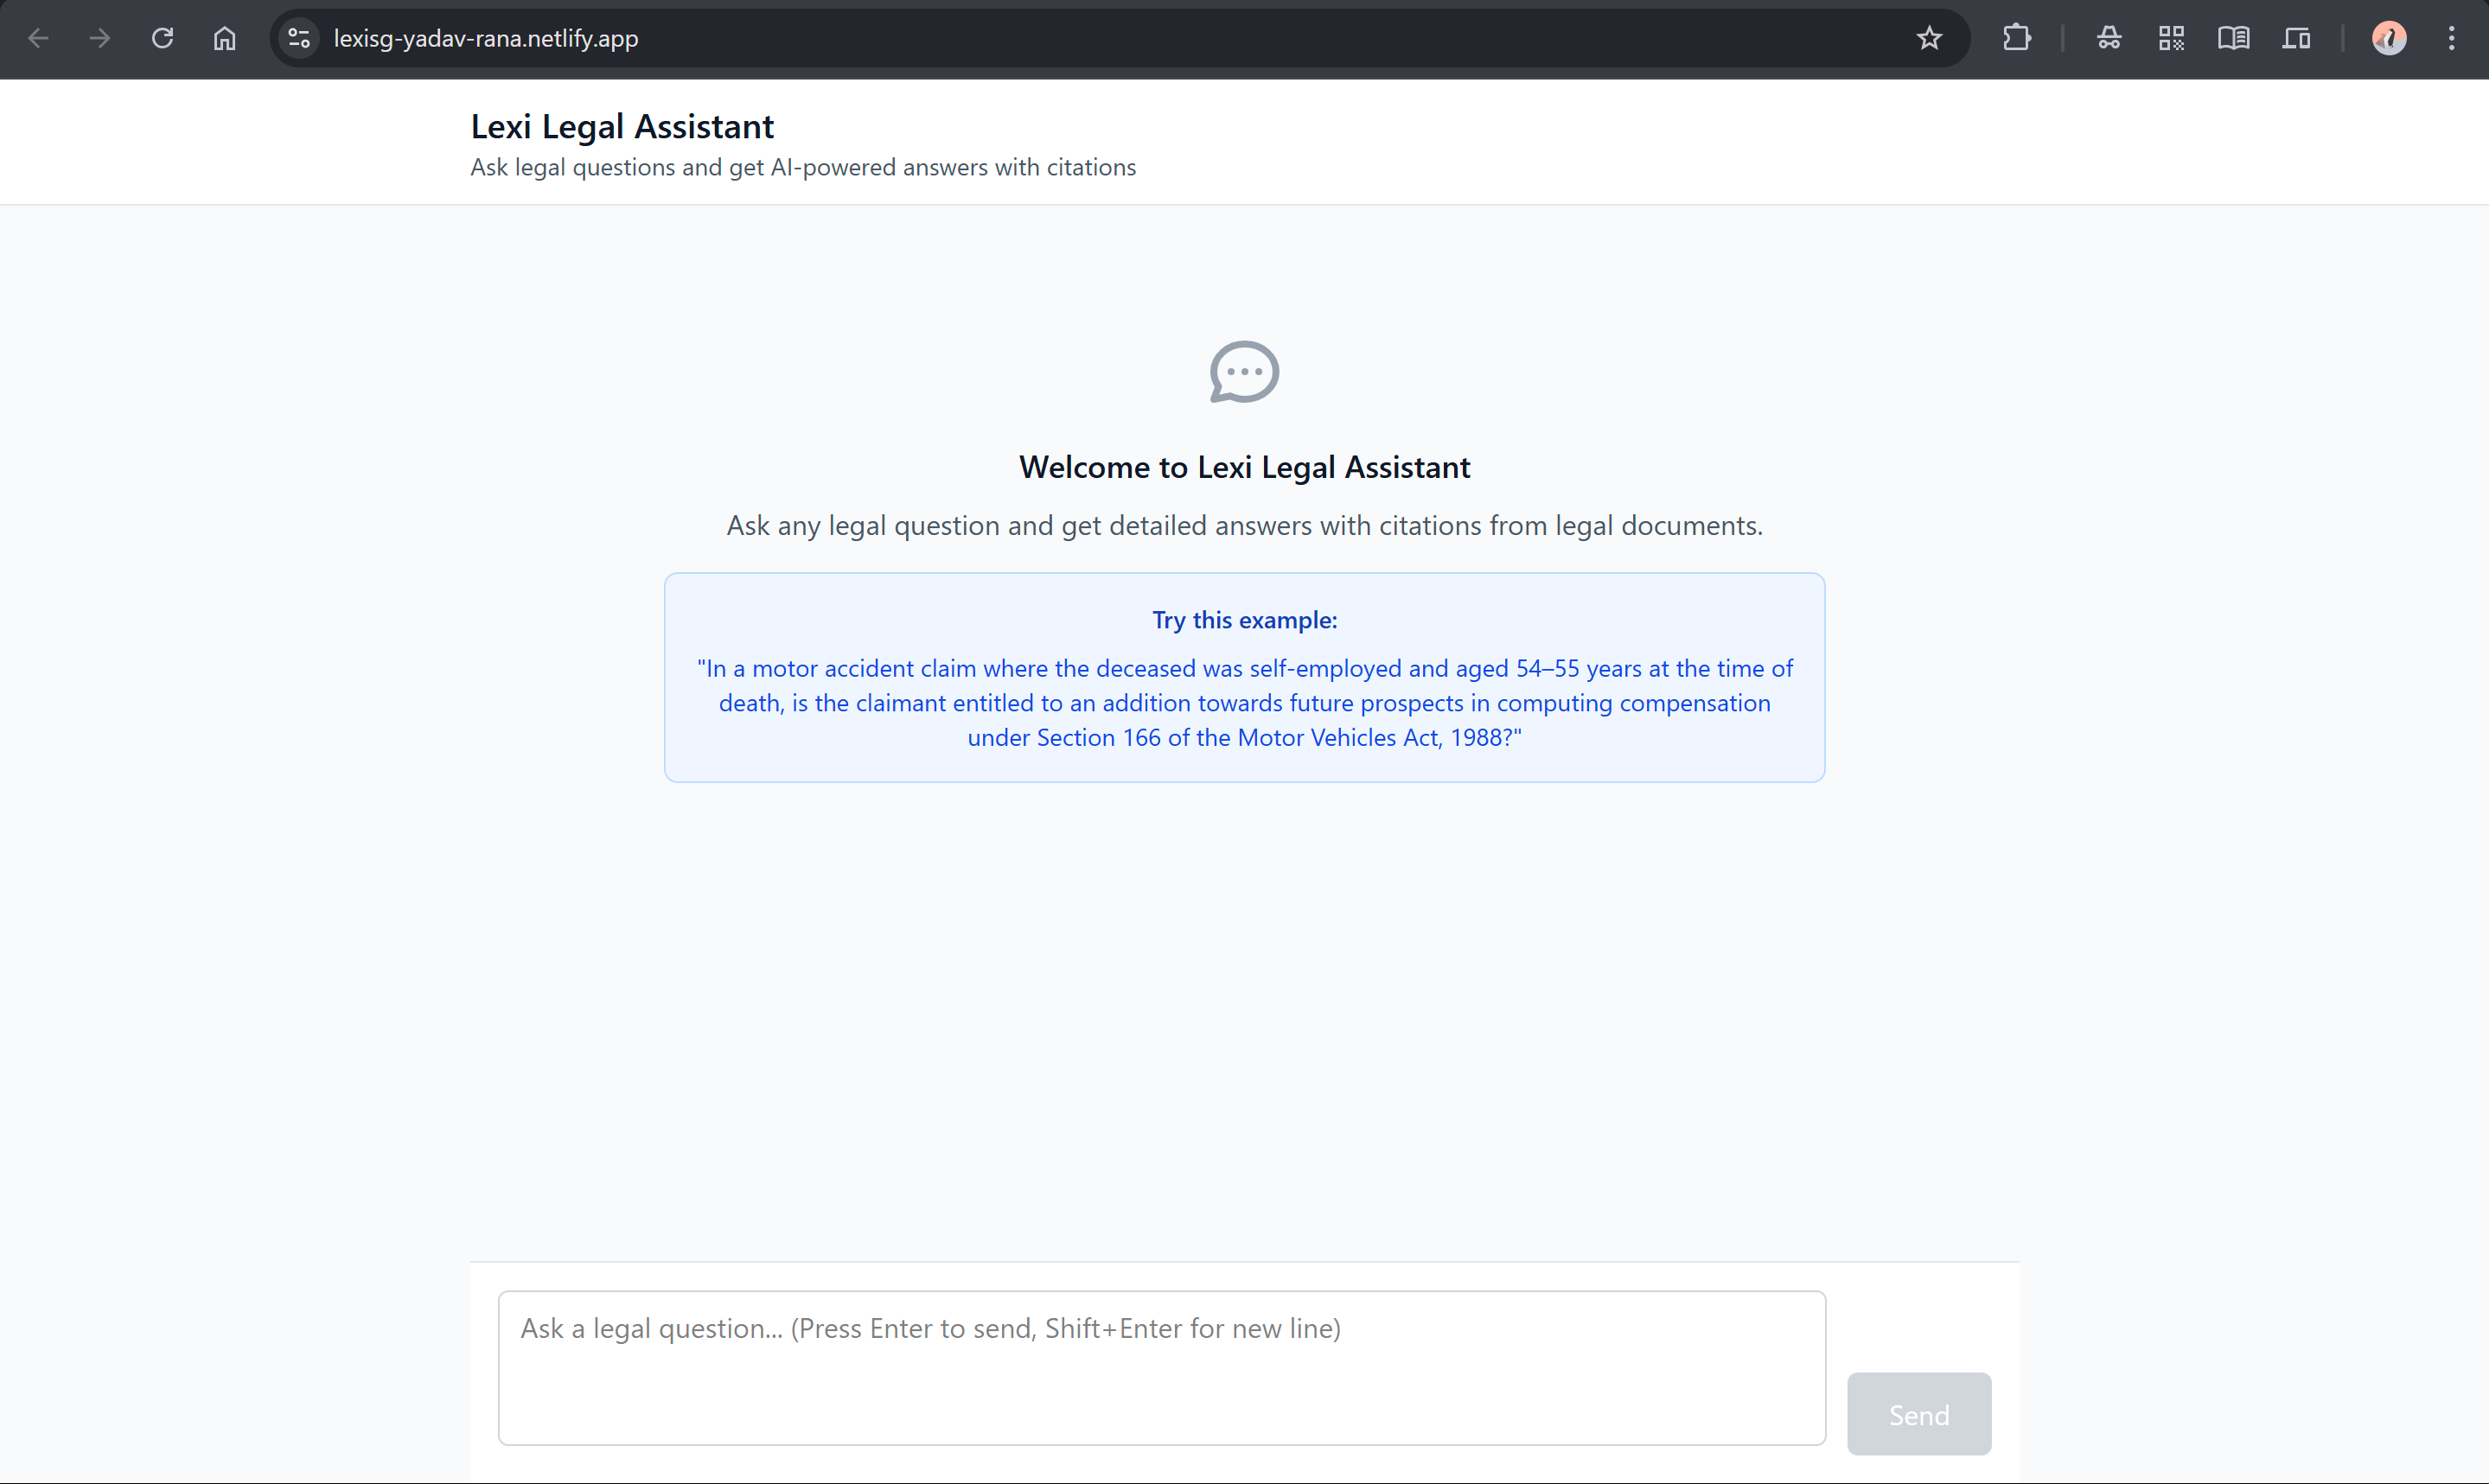 lexisg-yadav-rana.netlify.app
Lexi Legal Assistant
Ask legal questions and get AI-powered answers with citations
Welcome to Lexi Legal Assistant
Ask any legal question and get detailed answers with citations from legal documents.
Try this example:
"In a motor accident claim where the deceased was self-employed and aged 54–55 years at the time of
death, is the claimant entitled to an addition towards future prospects in computing compensation
under Section 166 of the Motor Vehicles Act, 1988?"
Ask a legal question... (Press Enter to send, Shift+Enter for new line)
Send